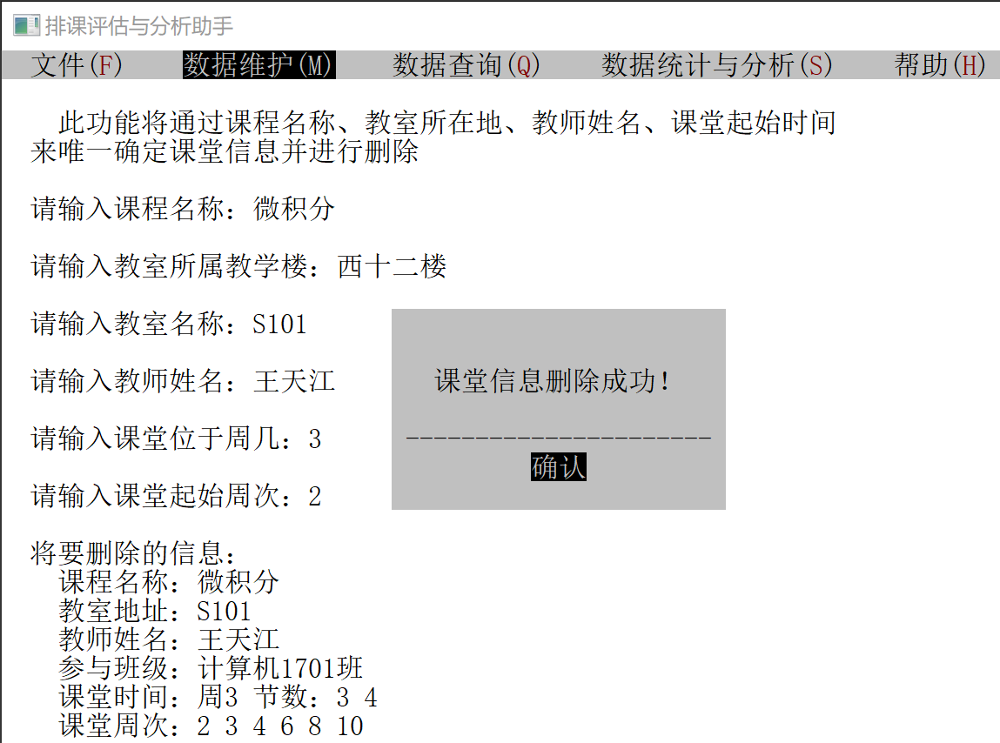 排课评估与分析助手
文件(F) 数据维护(M) 数据查询(Q) 数据统计与分析(S) 帮助(H)
此功能将通过课程名称、教室所在地、教师姓名、课堂起始时间
来唯一确定课堂信息并进行删除
请输入课程名称：微积分
请输入教室所属教学楼：西十二楼
请输入教室名称：S101
请输入教师姓名：王天江
课堂信息删除成功！
请输入课堂位于周几：3
----------------------
确认
请输入课堂起始周次：2
将要删除的信息：
课程名称：微积分
教室地址：S101
教师姓名：王天江
参与班级：计算机1701班
课堂时间：周3 节数：3 4
课堂周次：2 3 4 6 8 10